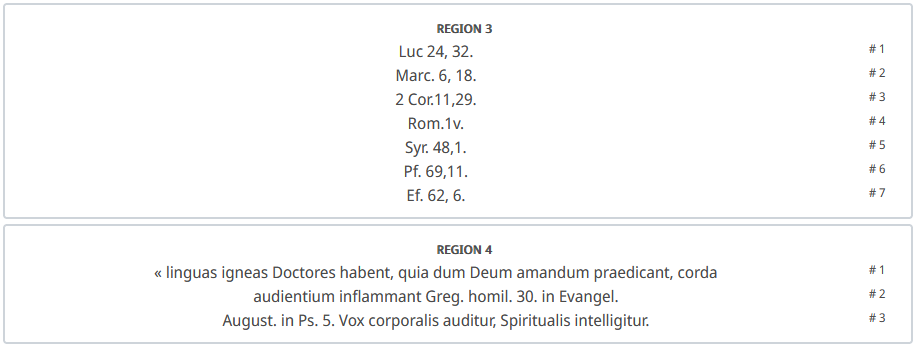 REGION 3
Luc 24, 32. # 1
Marc. 6, 18. # 2
2 Cor.11,29. # 3
Rom.1v. # 4
Syr. 48,1. # 5
Pf. 69,11. # 6
Ef. 62, 6. # 7
REGION 4
« linguas igneas Doctores habent, quia dum Deum amandum praedicant, corda # 1
audientium inflammant Greg. homil. 30. in Evangel. # 2
August. in Ps. 5. Vox corporalis auditur, Spiritualis intelligitur. # 3